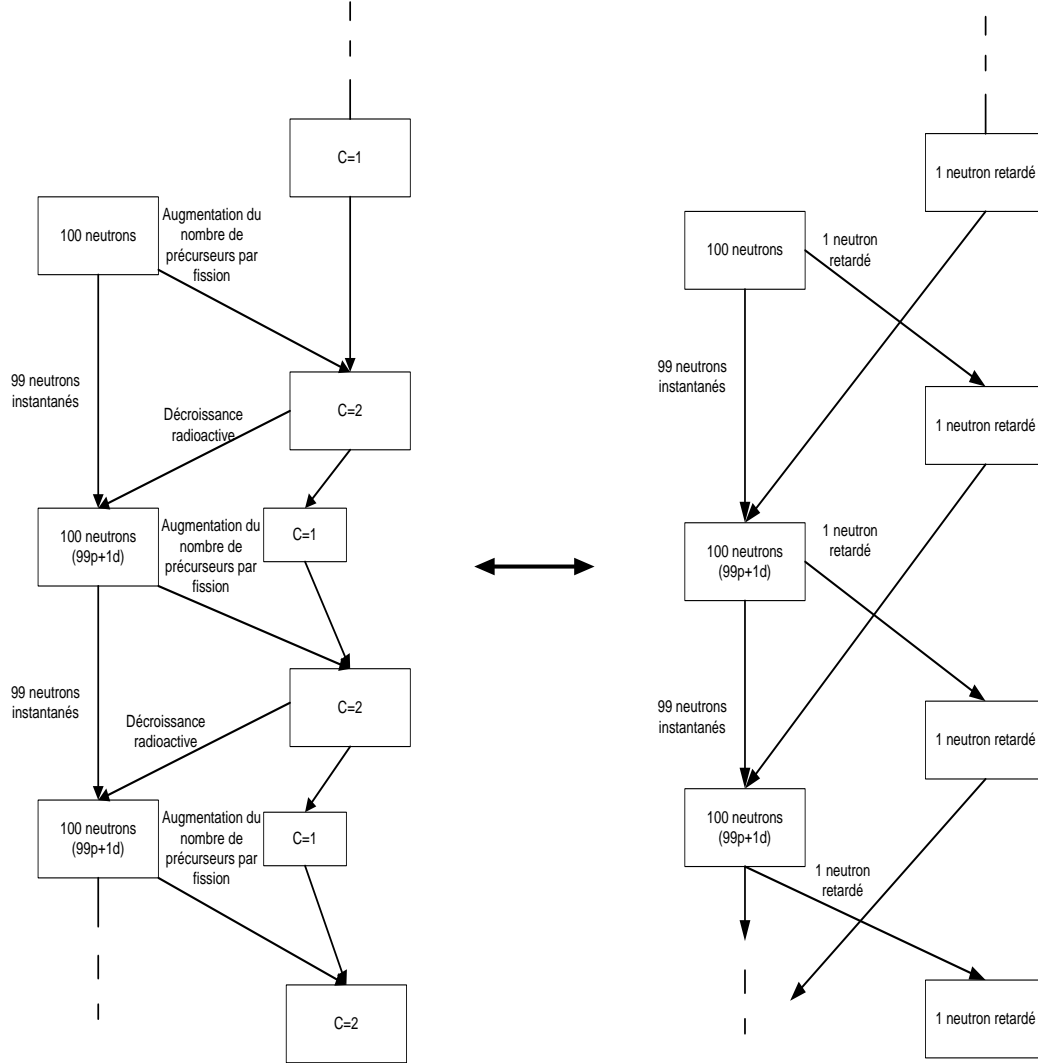 C=1
100 neutrons
Augmentation du
nombre de
précurseurs par
fission
99 neutrons
instantanés
C=2
Décroissance
radioactive
100 neutrons
(99p+1d)
Augmentation du
nombre de
précurseurs par
fission
C=1
99 neutrons
instantanés
C=2
Décroissance
radioactive
100 neutrons
(99p+1d)
Augmentation du
nombre de
précurseurs par
fission
C=1
C=2
1 neutron retardé
100 neutrons
1 neutron
retardé
99 neutrons
instantanés
1 neutron retardé
100 neutrons
(99p+1d)
1 neutron
retardé
99 neutrons
instantanés
1 neutron retardé
100 neutrons
(99p+1d)
1 neutron
retardé
1 neutron retardé